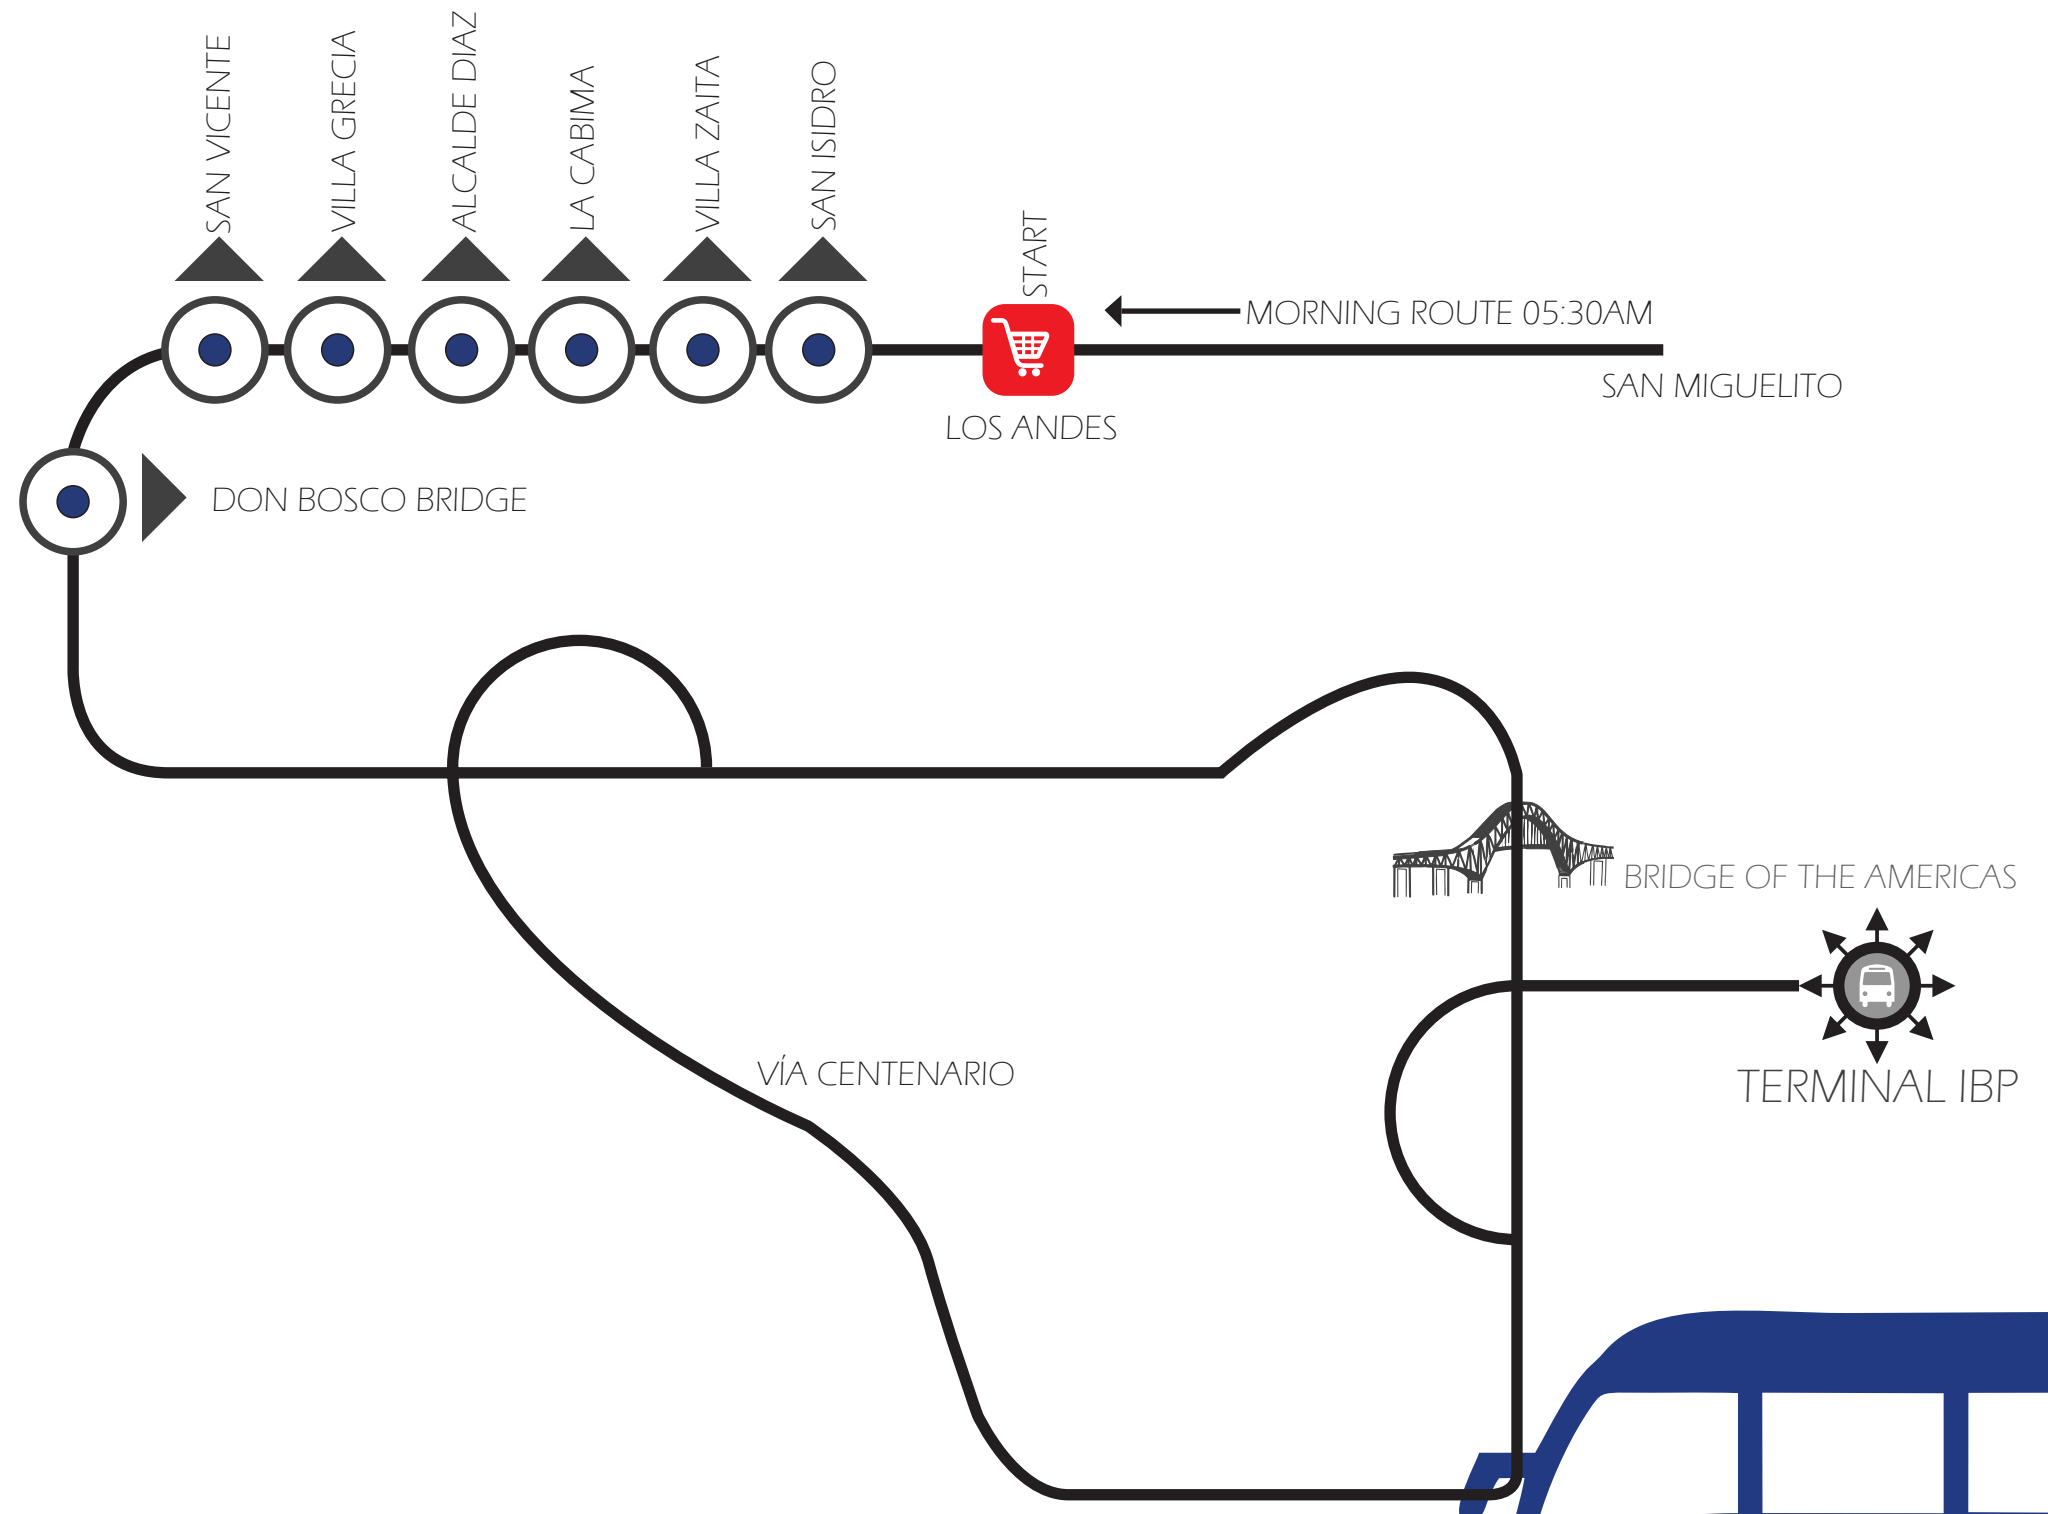 SAN VICENTE
VILLA GRECIA
ALCALDE DIAZ
LA CABIMA
VILLA ZAITA
SAN ISIDRO
START
MORNING ROUTE 05:30AM
SAN MIGUELITO
LOS ANDES
DON BOSCO BRIDGE
BRIDGE OF THE AMERICAS
VÍA CENTENARIO
TERMINAL IBP